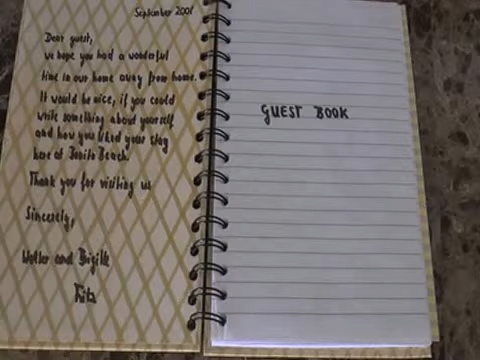 September 2001
Dear guest,
we hope you had a wonderful
time in our home away from home.
It would be nice, if you could
write something about yourself
and how you liked your stay
here at Bonita Beach.
Thank you for visiting us
Sincerely,
Walter and
GUEST BOOK